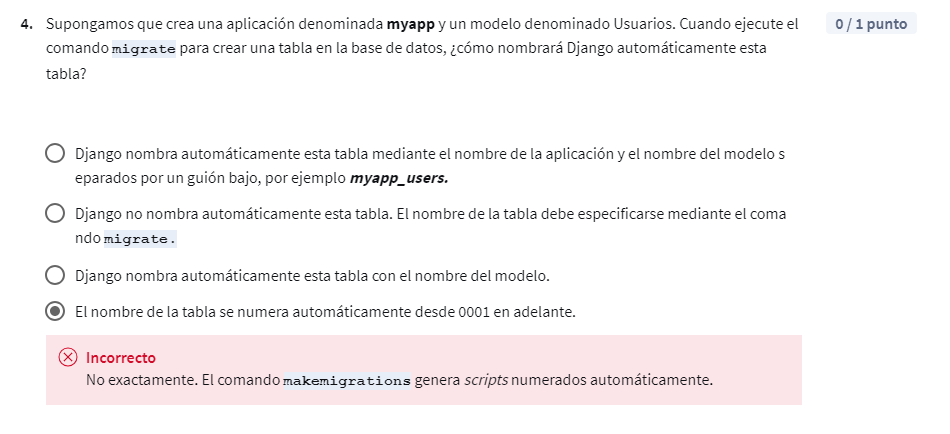 4. Supongamos que crea una aplicación denominada myapp y un modelo denominado Usuarios. Cuando ejecute el
0 / 1 punto
comando migrate para crear una tabla en la base de datos, ¿cómo nombrará Django automáticamente esta
tabla?
Django nombra automáticamente esta tabla mediante el nombre de la aplicación y el nombre del modelo s
eparados por un guión bajo, por ejemplo myapp_users.
Django no nombra automáticamente esta tabla. El nombre de la tabla debe especificarse mediante el coma
ndo migrate.
Django nombra automáticamente esta tabla con el nombre del modelo.
El nombre de la tabla se numera automáticamente desde 0001 en adelante.
Incorrecto
No exactamente. El comando makemigrations genera scripts numerados automáticamente.